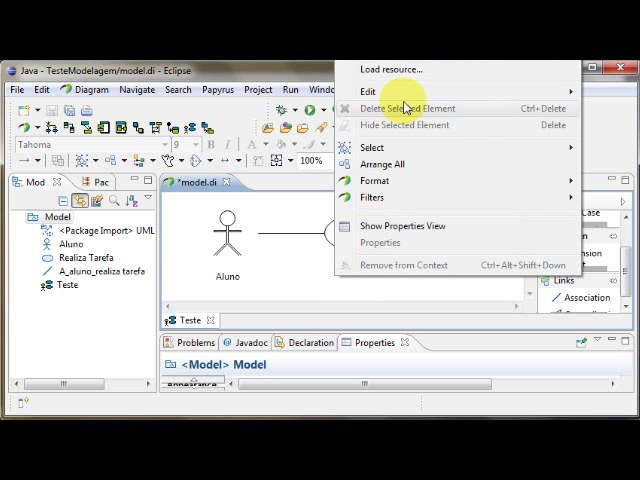 Java - TesteModelagem/model.di - Eclipse
File Edit Diagram Navigate Search Papyrus Project Run
Tahoma 9
B I A
100%
Mod Pac
Model
<Package Import> UML
Aluno
Realiza Tarefa
A_aluno_realiza tarefa
Teste
*model.di
Aluno
Teste
Load resource...
Edit
Delete Selected Element Ctrl+Delete
Hide Selected Element Delete
Select
Arrange All
Format
Filters
Show Properties View
Properties
Remove from Context Ctrl+Alt+Shift+Down
Case
Links
Association
Problems Javadoc Declaration Properties
<Model> Model
Appearance